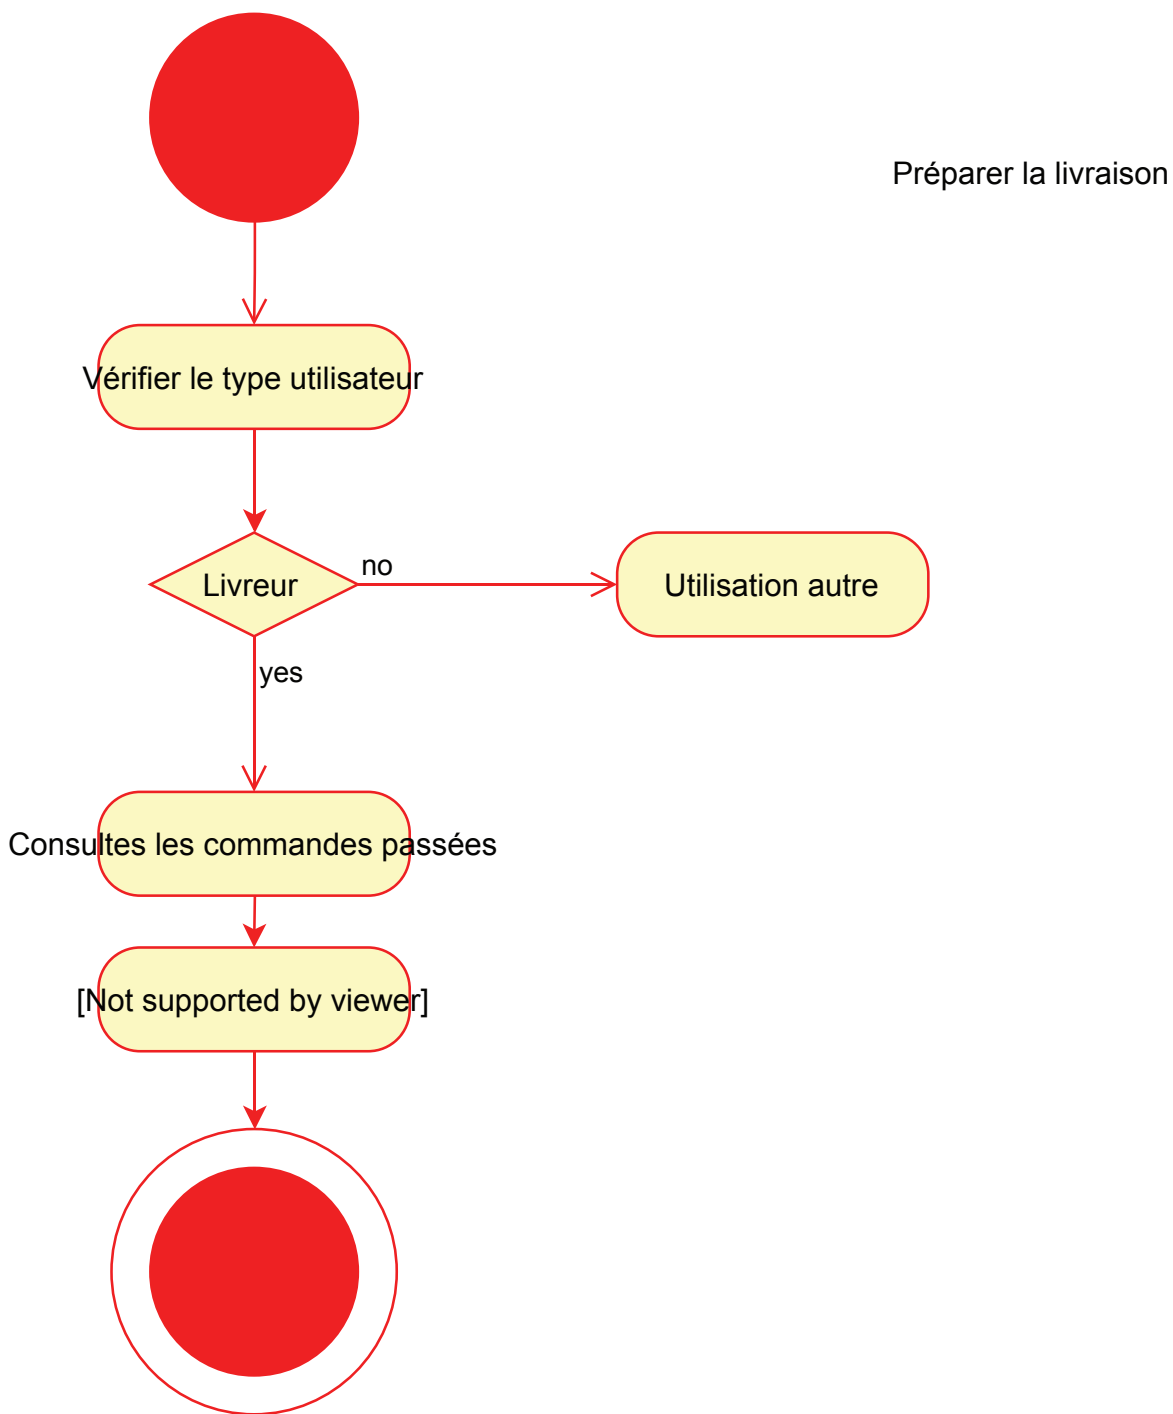 Préparer la livraison
Vérifier le type utilisateur
Livreur
no
Utilisation autre
yes
Consultes les commandes passées
[Not supported by viewer]